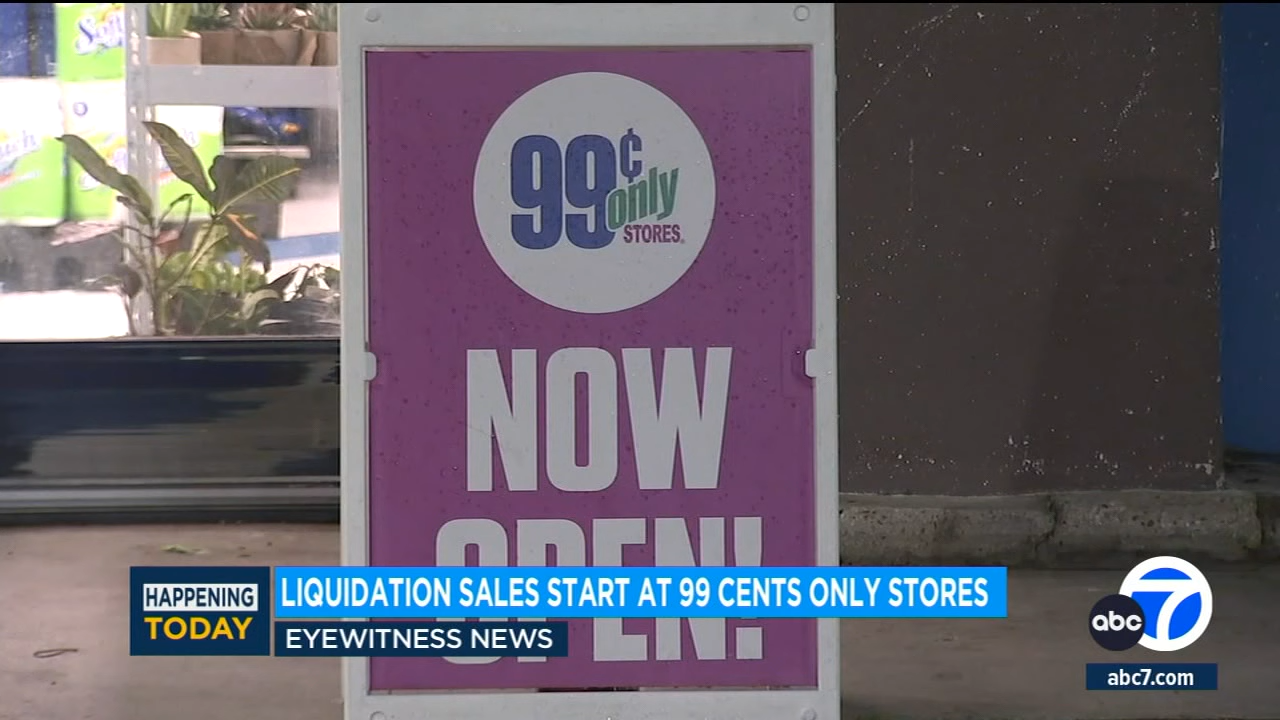 Scott
99¢
only
STORES
NOW
OPEN!
HAPPENING
TODAY
LIQUIDATION SALES START AT 99 CENTS ONLY STORES
EYEWITNESS NEWS
abc 7
abc7.com